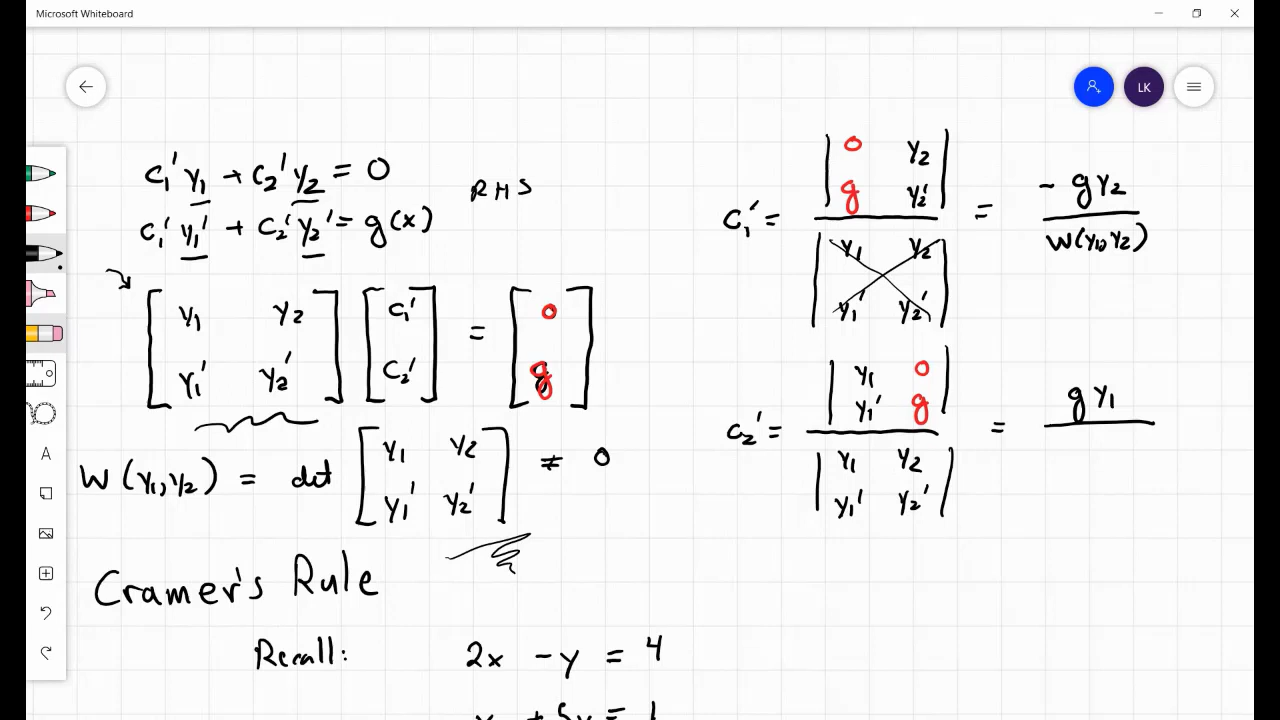 Microsoft Whiteboard
LK
c₁'y₁ + c₂'y₂ = 0
RHS
c₁'y₁' + c₂'y₂' = g(x)
[y₁ y₂] [c₁'] = [0]
[y₁' y₂'] [c₂'] [g]
W(y₁,y₂) = det [y₁ y₂] ≠ 0
[y₁' y₂']
Cramer's Rule
Recall: 2x - y = 4
c₁' = |0 y₂| = - gy₂
|g y₂'| W(y₁,y₂)
|y₁ y₂|
|y₁' y₂'|
c₂' = |y₁ 0| = gy₁
|y₁' g|
|y₁ y₂|
|y₁' y₂'|
A